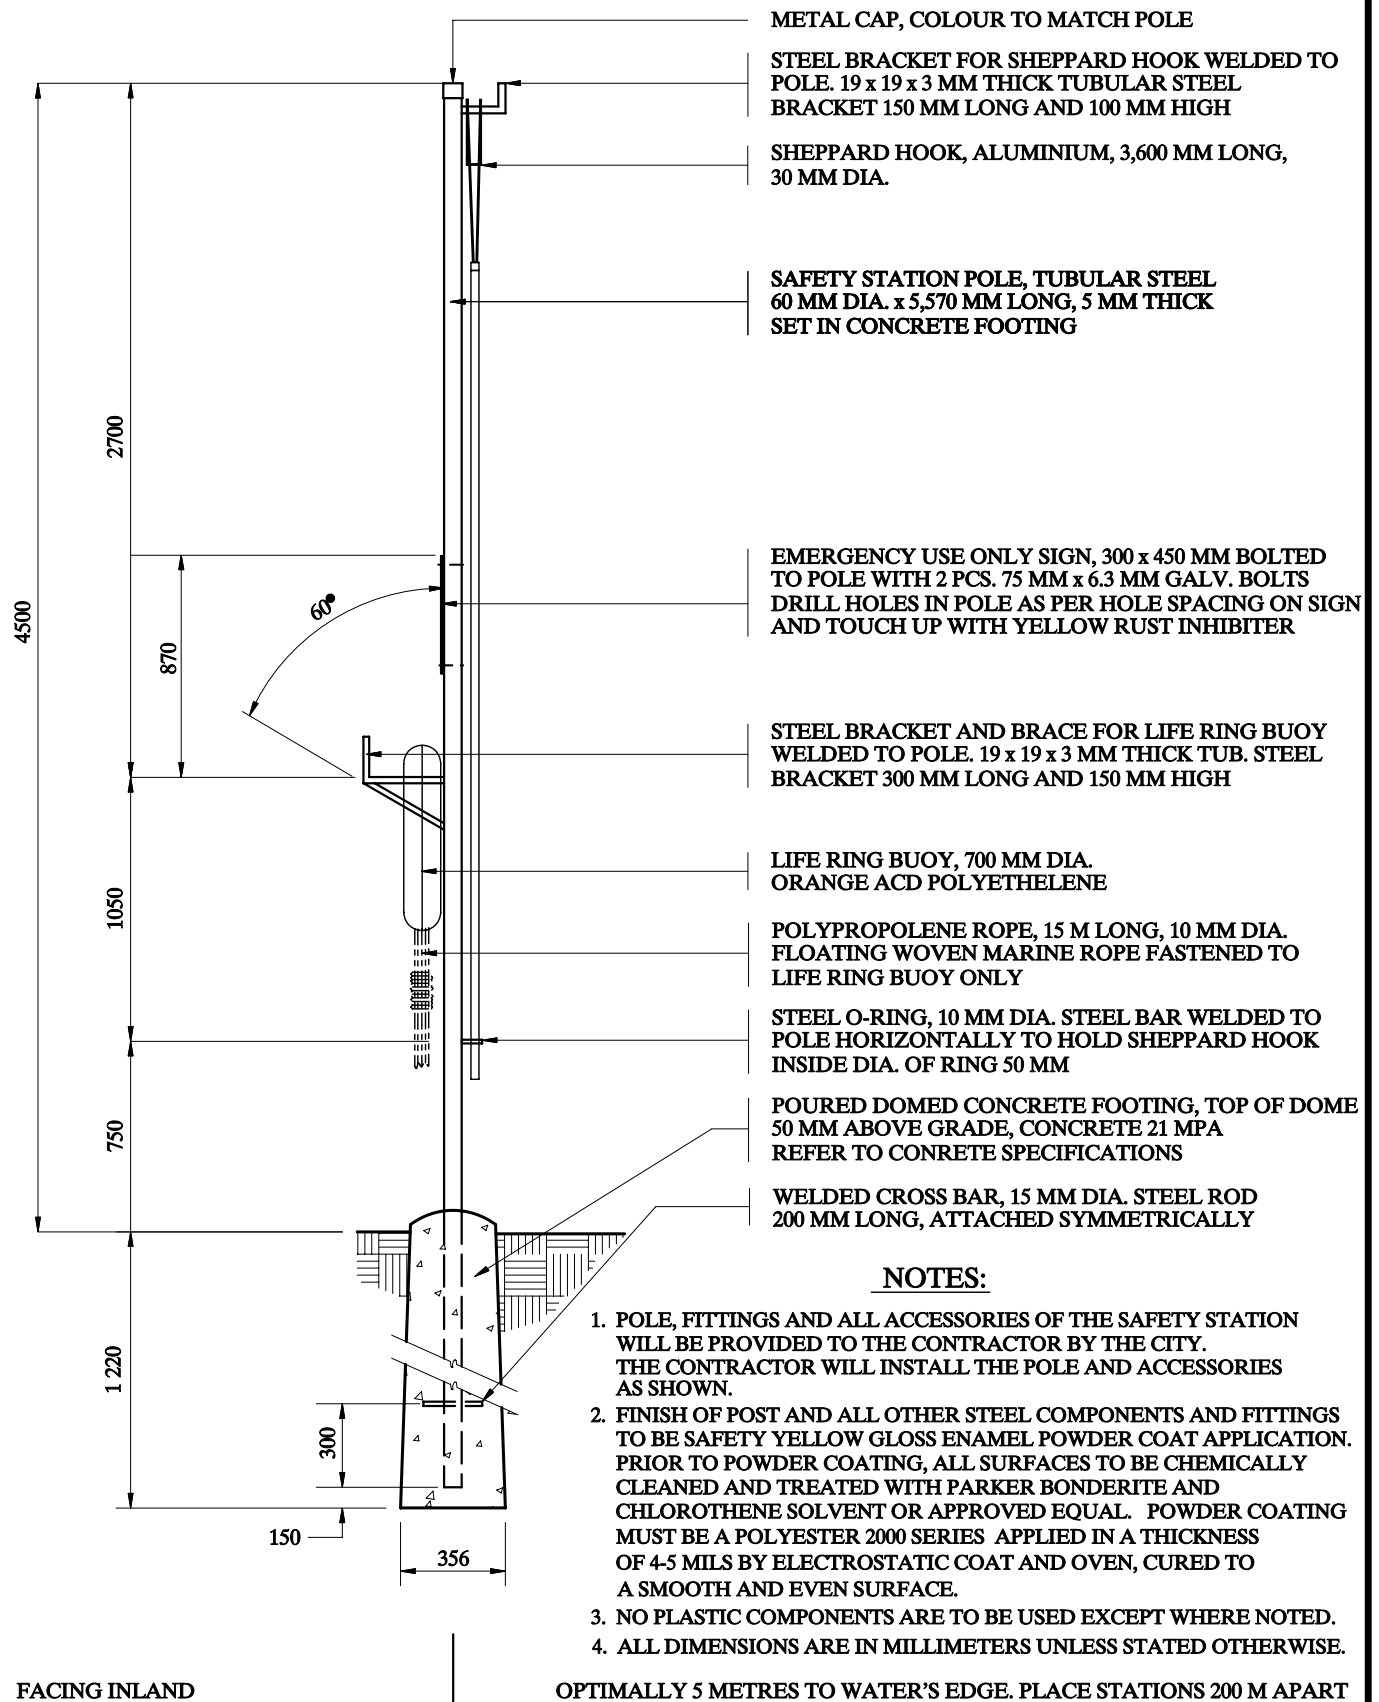 METAL CAP, COLOUR TO MATCH POLE
STEEL BRACKET FOR SHEPPARD HOOK WELDED TO
POLE. 19 x 19 x 3 MM THICK TUBULAR STEEL
BRACKET 150 MM LONG AND 100 MM HIGH
SHEPPARD HOOK, ALUMINIUM, 3,600 MM LONG,
30 MM DIA.
SAFETY STATION POLE, TUBULAR STEEL
60 MM DIA. x 5,570 MM LONG, 5 MM THICK
SET IN CONCRETE FOOTING
2700
4500
870
60°
EMERGENCY USE ONLY SIGN, 300 x 450 MM BOLTED
TO POLE WITH 2 PCS. 75 MM x 6.3 MM GALV. BOLTS
DRILL HOLES IN POLE AS PER HOLE SPACING ON SIGN
AND TOUCH UP WITH YELLOW RUST INHIBITER
STEEL BRACKET AND BRACE FOR LIFE RING BUOY
WELDED TO POLE. 19 x 19 x 3 MM THICK TUB. STEEL
BRACKET 300 MM LONG AND 150 MM HIGH
LIFE RING BUOY, 700 MM DIA.
ORANGE ACD POLYETHELENE
1050
POLYPROPOLENE ROPE, 15 M LONG, 10 MM DIA.
FLOATING WOVEN MARINE ROPE FASTENED TO
LIFE RING BUOY ONLY
STEEL O-RING, 10 MM DIA. STEEL BAR WELDED TO
POLE HORIZONTALLY TO HOLD SHEPPARD HOOK
INSIDE DIA. OF RING 50 MM
750
POURED DOMED CONCRETE FOOTING, TOP OF DOME
50 MM ABOVE GRADE, CONCRETE 21 MPA
REFER TO CONRETE SPECIFICATIONS
WELDED CROSS BAR, 15 MM DIA. STEEL ROD
200 MM LONG, ATTACHED SYMMETRICALLY
1 220
300
150
356
NOTES:
1. POLE, FITTINGS AND ALL ACCESSORIES OF THE SAFETY STATION
WILL BE PROVIDED TO THE CONTRACTOR BY THE CITY.
THE CONTRACTOR WILL INSTALL THE POLE AND ACCESSORIES
AS SHOWN.
2. FINISH OF POST AND ALL OTHER STEEL COMPONENTS AND FITTINGS
TO BE SAFETY YELLOW GLOSS ENAMEL POWDER COAT APPLICATION.
PRIOR TO POWDER COATING, ALL SURFACES TO BE CHEMICALLY
CLEANED AND TREATED WITH PARKER BONDERITE AND
CHLOROTHENE SOLVENT OR APPROVED EQUAL. POWDER COATING
MUST BE A POLYESTER 2000 SERIES APPLIED IN A THICKNESS
OF 4-5 MILS BY ELECTROSTATIC COAT AND OVEN, CURED TO
A SMOOTH AND EVEN SURFACE.
3. NO PLASTIC COMPONENTS ARE TO BE USED EXCEPT WHERE NOTED.
4. ALL DIMENSIONS ARE IN MILLIMETERS UNLESS STATED OTHERWISE.
FACING INLAND
OPTIMALLY 5 METRES TO WATER'S EDGE. PLACE STATIONS 200 M APART